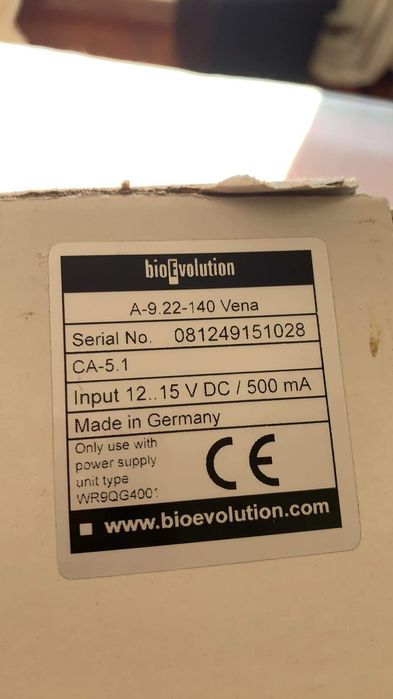 bioEvolution
A-9.22-140 Vena
Serial No. 081249151028
CA-5.1
Input 12..15 V DC / 500 mA
Made in Germany
Only use with
power supply
unit type
WR9QG4001
CE
www.bioevolution.com